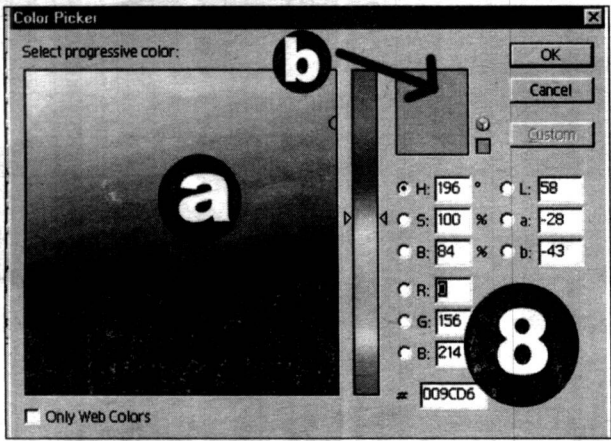 Color Picker
Select progressive color:
b
OK
Cancel
Custom
a
H: 196 ° L: 58
S: 100 % a: -28
B: 84 % b: -43
R: 0
G: 156
B: 214
8
# 009CD6
Only Web Colors